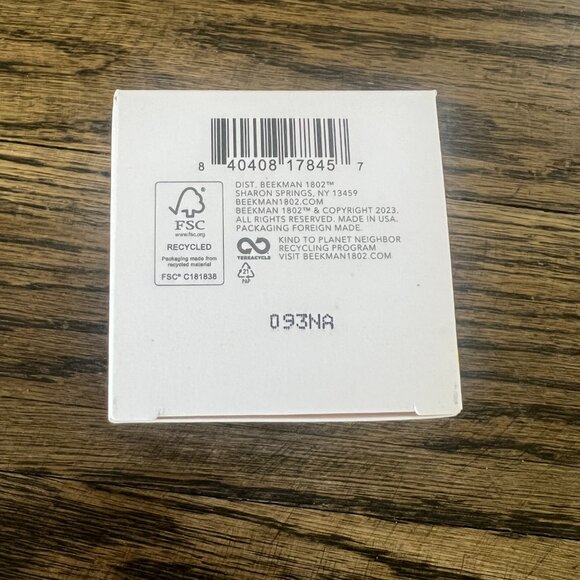 8 40408 17845 7
DIST. BEEKMAN 1802™
SHARON SPRINGS, NY 13459
BEEKMAN1802.COM
BEEKMAN 1802™ & COPYRIGHT 2023.
ALL RIGHTS RESERVED. MADE IN USA.
PACKAGING FOREIGN MADE.
FSC
www.fsc.org
RECYCLED
Packaging made from
recycled material
FSC® C181838
TERRACYCLE
KIND TO PLANET NEIGHBOR
RECYCLING PROGRAM
VISIT BEEKMAN1802.COM
21
PAP
093NA